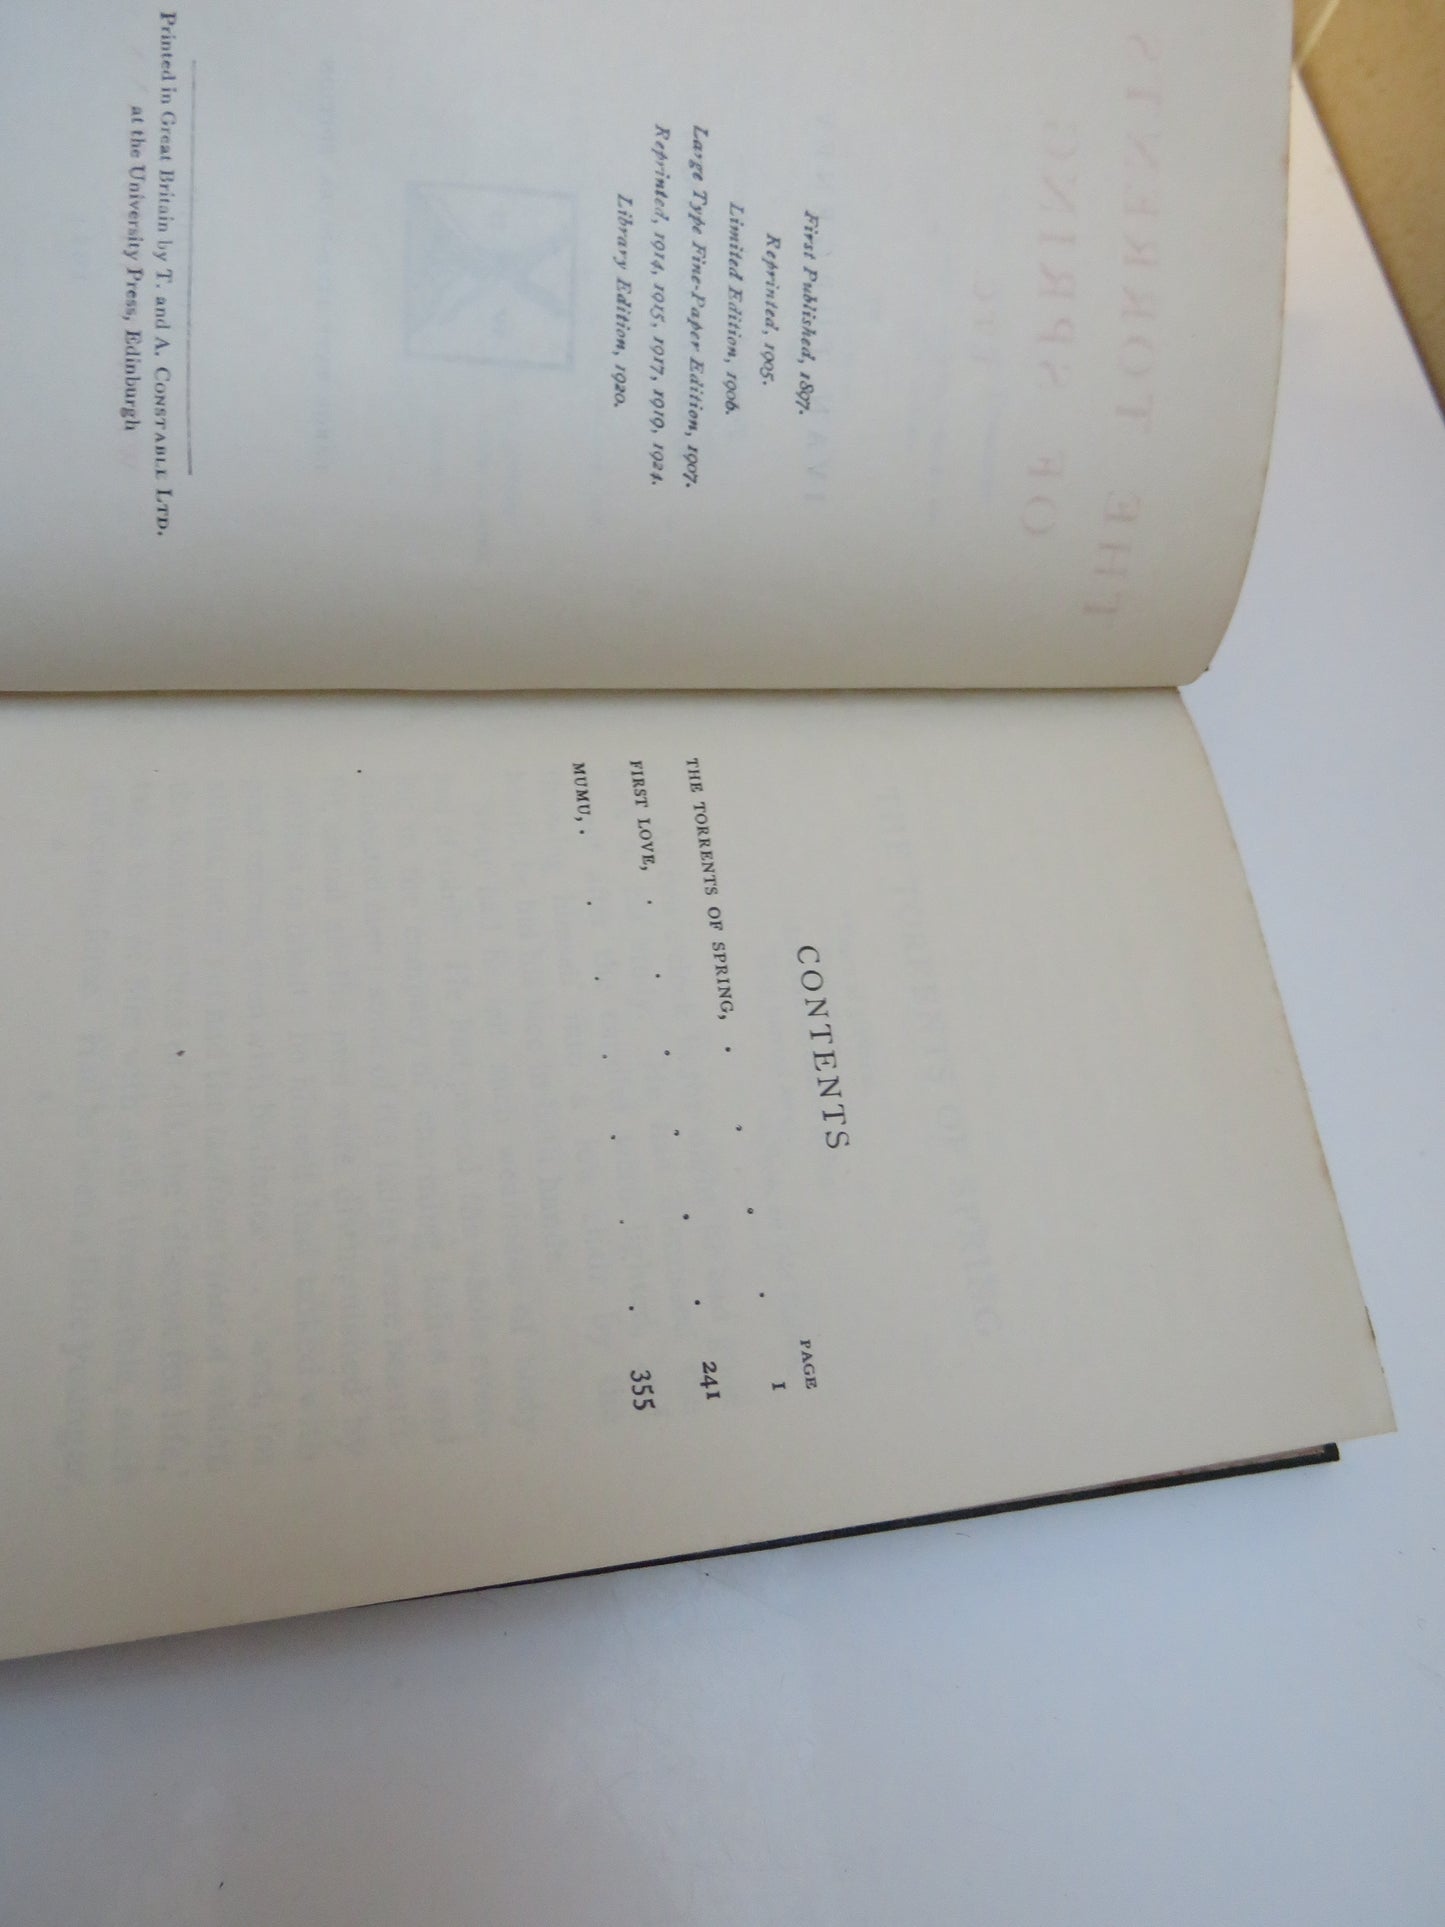 First Published, 1897.
Reprinted, 1905.
Limited Edition, 1906.
Large Type Fine-Paper Edition, 1907.
Reprinted, 1914, 1915, 1917, 1919, 1924.
Library Edition, 1920.
Printed in Great Britain by T. and A. CONSTABLE LTD.
at the University Press, Edinburgh
CONTENTS
PAGE
THE TORRENTS OF SPRING, . . . . 1
FIRST LOVE, . . . . . . 241
MUMU, . . . . . . . 355